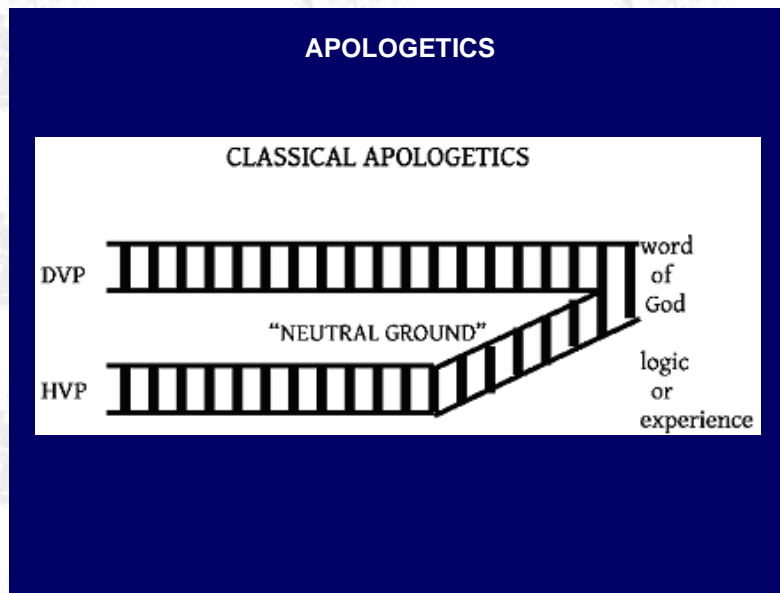 APOLOGETICS
CLASSICAL APOLOGETICS
DVP
word
of
God
“NEUTRAL GROUND”
HVP
logic
or
experience